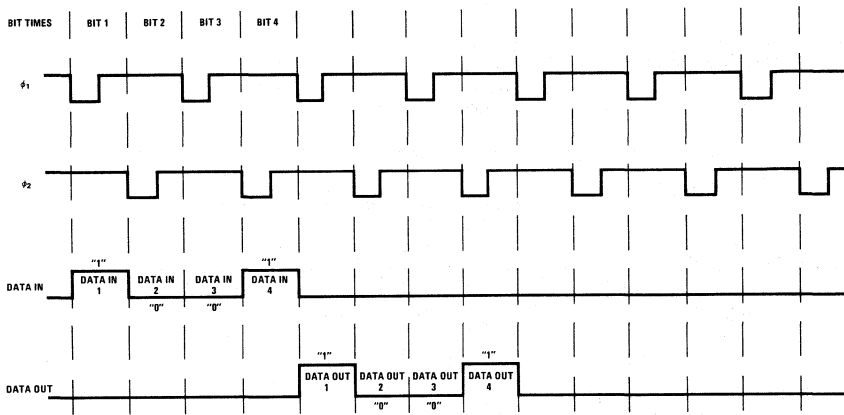 BIT TIMES BIT 1 BIT 2 BIT 3 BIT 4
ϕ1
ϕ2
"1" "1"
DATA IN DATA IN DATA IN DATA IN
DATA IN 1 2 3 4
"0" "0"
"1" "1"
DATA OUT DATA OUT DATA OUT DATA OUT
DATA OUT 1 2 3 4
"0" "0"